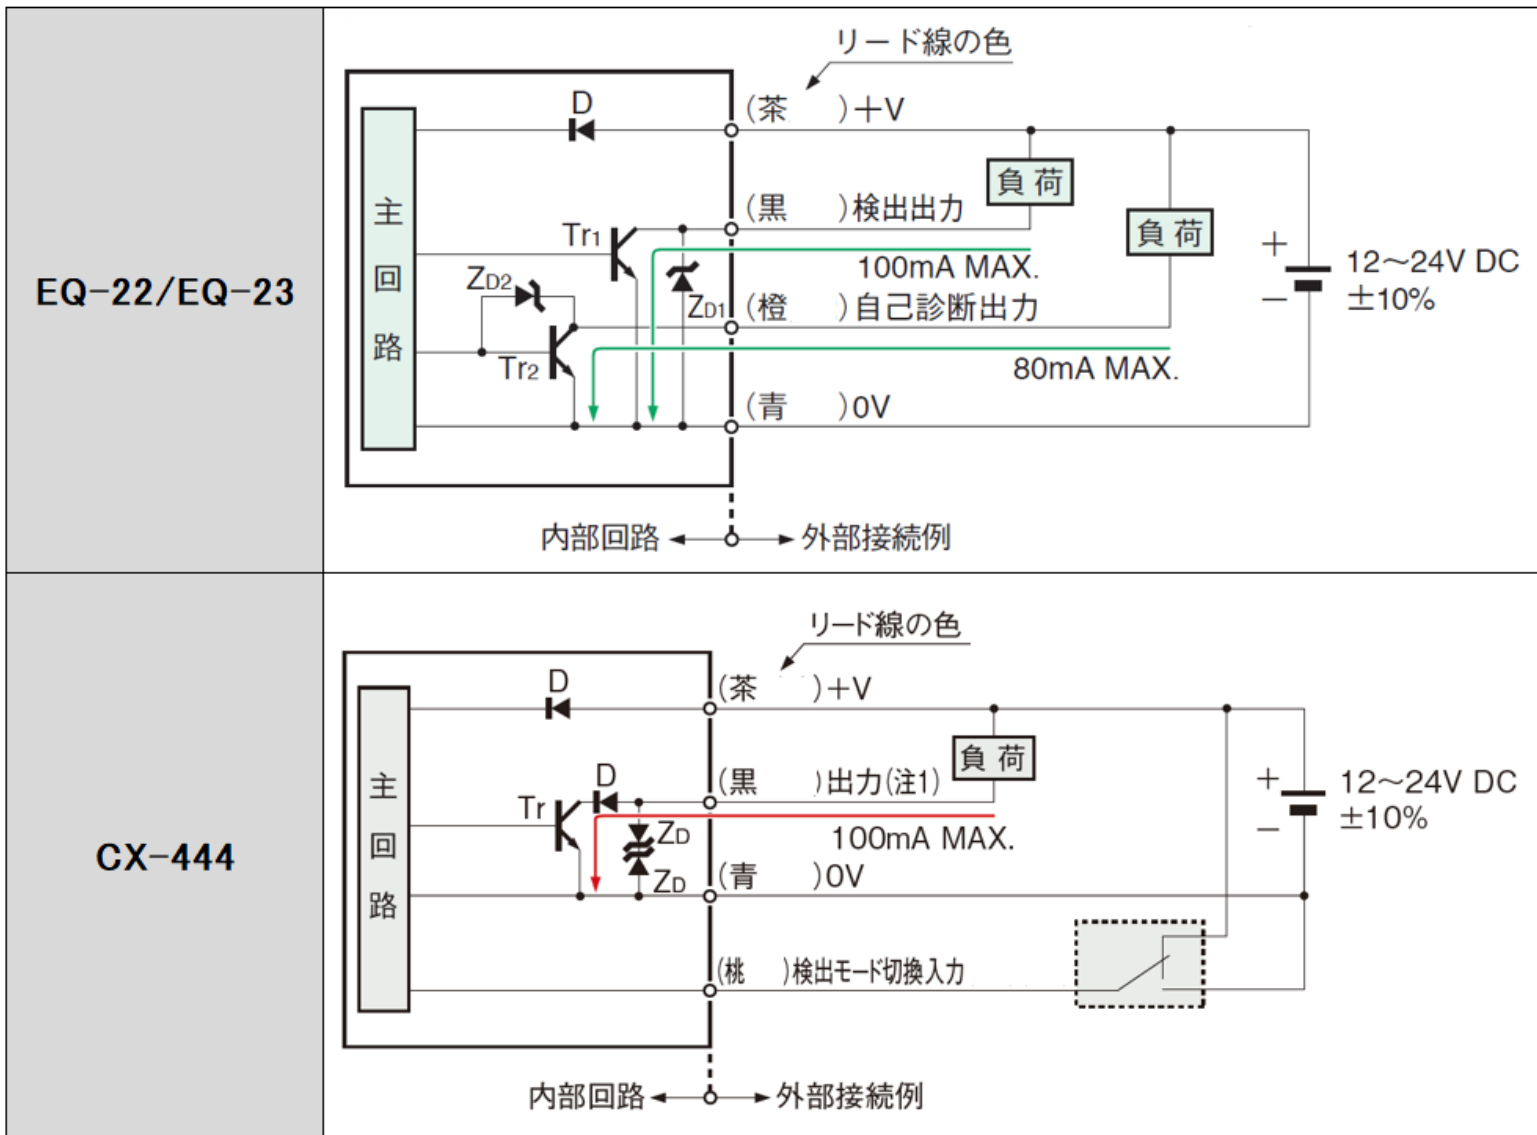 EQ-22/EQ-23
リード線の色
D
(茶 )+V
主回路
負荷
(黒 )検出出力
Tr1
負荷
100mA MAX.
+
12~24V DC
ZD2
ZD1
(橙 )自己診断出力
−
±10%
Tr2
80mA MAX.
(青 )0V
内部回路
外部接続例
CX-444
リード線の色
D
(茶 )+V
主回路
負荷
D
(黒 )出力(注1)
+
12~24V DC
Tr
ZD
100mA MAX.
−
±10%
ZD
(青 )0V
(桃 )検出モード切換入力
内部回路
外部接続例